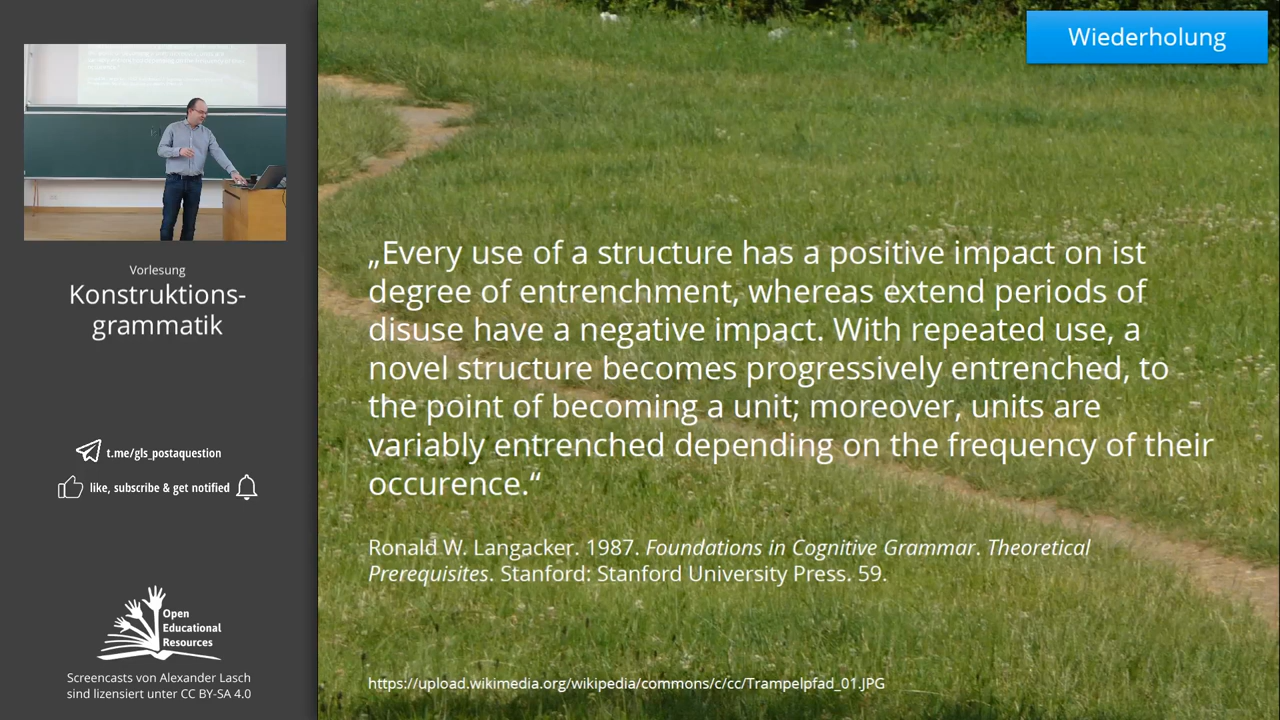 Wiederholung
Vorlesung
Konstruktions-
grammatik
t.me/gls_postaquestion
like, subscribe & get notified
Open
Educational
Resources
Screencasts von Alexander Lasch
sind lizensiert unter CC BY-SA 4.0
„Every use of a structure has a positive impact on ist
degree of entrenchment, whereas extend periods of
disuse have a negative impact. With repeated use, a
novel structure becomes progressively entrenched, to
the point of becoming a unit; moreover, units are
variably entrenched depending on the frequency of their
occurence.“
Ronald W. Langacker. 1987. Foundations in Cognitive Grammar. Theoretical
Prerequisites. Stanford: Stanford University Press. 59.
https://upload.wikimedia.org/wikipedia/commons/c/cc/Trampelpfad_01.JPG